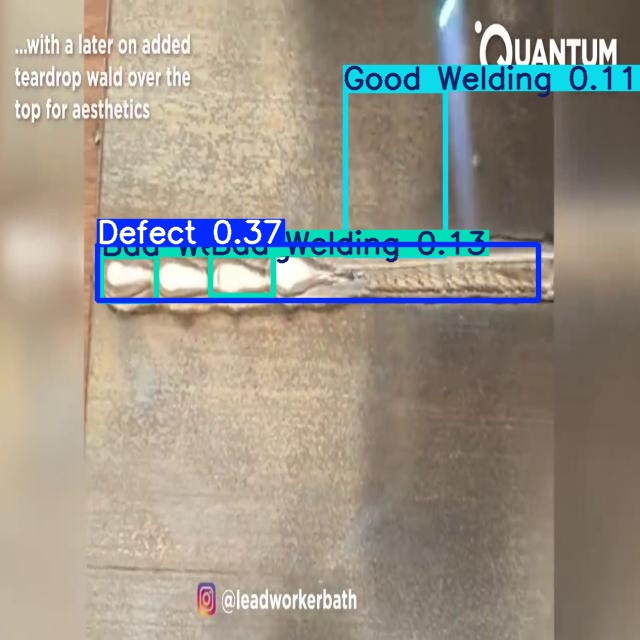 ...with a later on added
teardrop wald over the
top for aesthetics
QUANTUM
Good Welding 0.11
Defect 0.37
Welding 0.13
@leadworkerbath